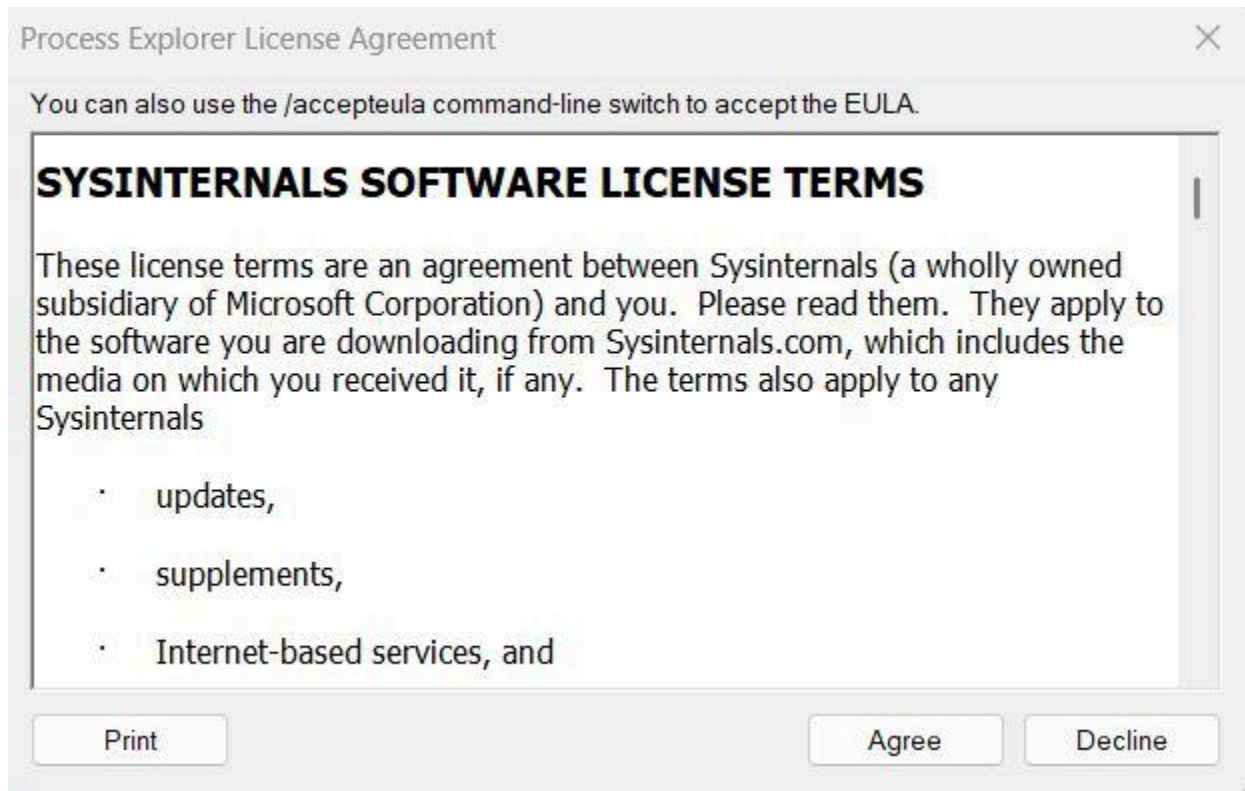 Process Explorer License Agreement
You can also use the /accepteula command-line switch to accept the EULA.
SYSINTERNALS SOFTWARE LICENSE TERMS
These license terms are an agreement between Sysinternals (a wholly owned
subsidiary of Microsoft Corporation) and you.  Please read them.  They apply to
the software you are downloading from Sysinternals.com, which includes the
media on which you received it, if any.  The terms also apply to any
Sysinternals
· updates,
· supplements,
· Internet-based services, and
Print Agree Decline